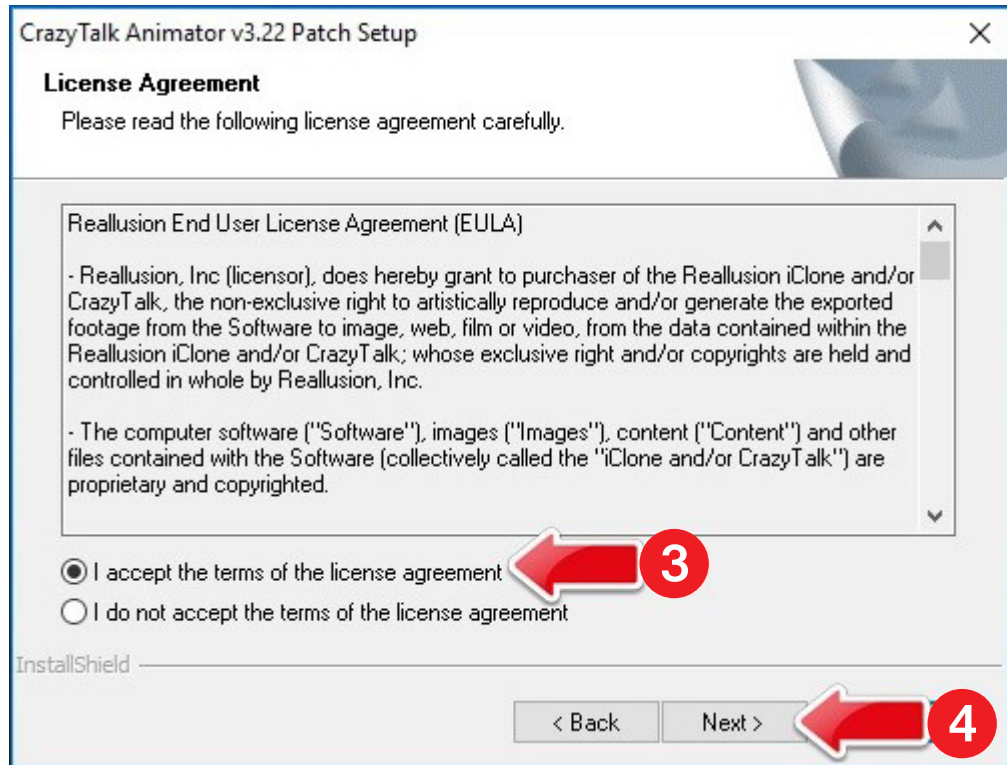 CrazyTalk Animator v3.22 Patch Setup
License Agreement
Please read the following license agreement carefully.
Reallusion End User License Agreement (EULA)
- Reallusion, Inc (licensor), does hereby grant to purchaser of the Reallusion iClone and/or
CrazyTalk, the non-exclusive right to artistically reproduce and/or generate the exported
footage from the Software to image, web, film or video, from the data contained within the
Reallusion iClone and/or CrazyTalk; whose exclusive right and/or copyrights are held and
controlled in whole by Reallusion, Inc.
- The computer software ("Software"), images ("Images"), content ("Content") and other
files contained with the Software (collectively called the "iClone and/or CrazyTalk") are
proprietary and copyrighted.
I accept the terms of the license agreement
3
I do not accept the terms of the license agreement
InstallShield
< Back
Next >
4